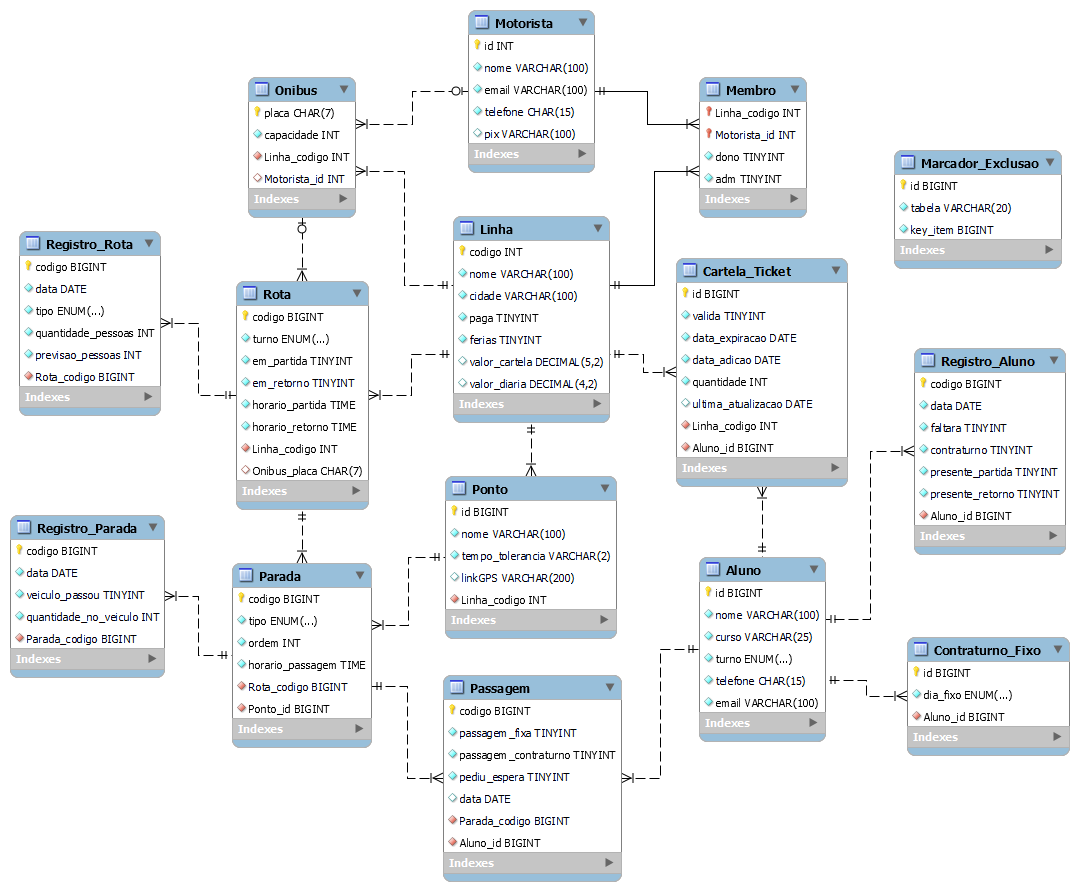 Motorista
id INT
nome VARCHAR(100)
email VARCHAR(100)
telefone CHAR(15)
pix VARCHAR(100)
Indexes
Onibus
placa CHAR(7)
capacidade INT
Linha_codigo INT
Motorista_id INT
Indexes
Membro
Linha_codigo INT
Motorista_id INT
dono TINYINT
adm TINYINT
Indexes
Marcador_Exclusao
id BIGINT
tabela VARCHAR(20)
key_item BIGINT
Indexes
Registro_Rota
codigo BIGINT
data DATE
tipo ENUM(...)
quantidade_pessoas INT
previsao_pessoas INT
Rota_codigo BIGINT
Indexes
Rota
codigo BIGINT
turno ENUM(...)
em_partida TINYINT
em_retorno TINYINT
horario_partida TIME
horario_retorno TIME
Linha_codigo INT
Onibus_placa CHAR(7)
Indexes
Linha
codigo INT
nome VARCHAR(100)
cidade VARCHAR(100)
paga TINYINT
ferias TINYINT
valor_cartela DECIMAL(5,2)
valor_diaria DECIMAL(4,2)
Indexes
Cartela_Ticket
id BIGINT
valida TINYINT
data_expiracao DATE
data_adicao DATE
quantidade INT
ultima_atualizacao DATE
Linha_codigo INT
Aluno_id BIGINT
Indexes
Registro_Aluno
codigo BIGINT
data DATE
faltara TINYINT
contraturno TINYINT
presente_partida TINYINT
presente_retorno TINYINT
Aluno_id BIGINT
Indexes
Registro_Parada
codigo BIGINT
data DATE
veiculo_passou TINYINT
quantidade_no_veiculo INT
Parada_codigo BIGINT
Indexes
Parada
codigo BIGINT
tipo ENUM(...)
ordem INT
horario_passagem TIME
Rota_codigo BIGINT
Ponto_id BIGINT
Indexes
Ponto
id BIGINT
nome VARCHAR(100)
tempo_tolerancia VARCHAR(2)
linkGPS VARCHAR(200)
Linha_codigo INT
Indexes
Aluno
id BIGINT
nome VARCHAR(100)
curso VARCHAR(25)
turno ENUM(...)
telefone CHAR(15)
email VARCHAR(100)
Indexes
Contraturno_Fixo
id BIGINT
dia_fixo ENUM(...)
Aluno_id BIGINT
Indexes
Passagem
codigo BIGINT
passagem_fixa TINYINT
passagem_contraturno TINYINT
pediu_espera TINYINT
data DATE
Parada_codigo BIGINT
Aluno_id BIGINT
Indexes